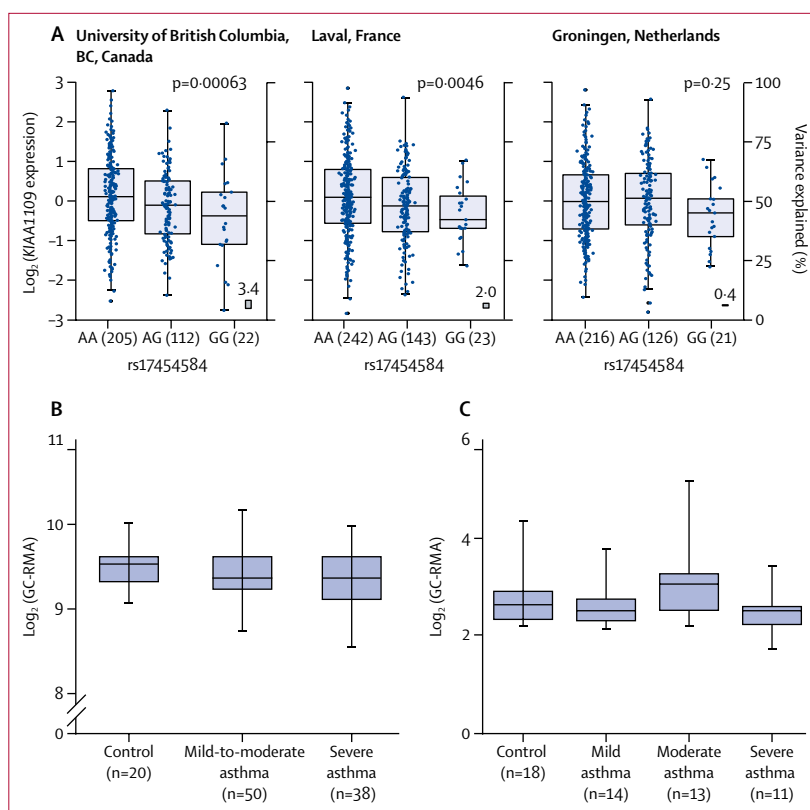 A
University of British Columbia,
BC, Canada
Laval, France
Groningen, Netherlands
Log2 (KIAA1109 expression)
3
2
1
0
−1
−2
−3
p=0·00063
3.4
AA (205) AG (112) GG (22)
rs17454584
p=0·0046
2·0
AA (242) AG (143) GG (23)
rs17454584
p=0·25
0·4
AA (216) AG (126) GG (21)
rs17454584
100
75
50
25
0
Variance explained (%)
B
Log2 (GC-RMA)
11
10
9
8
0
Control
(n=20)
Mild-to-moderate
asthma
(n=50)
Severe
asthma
(n=38)
C
Log2 (GC-RMA)
6
4
2
0
Control
(n=18)
Mild
asthma
(n=14)
Moderate
asthma
(n=13)
Severe
asthma
(n=11)